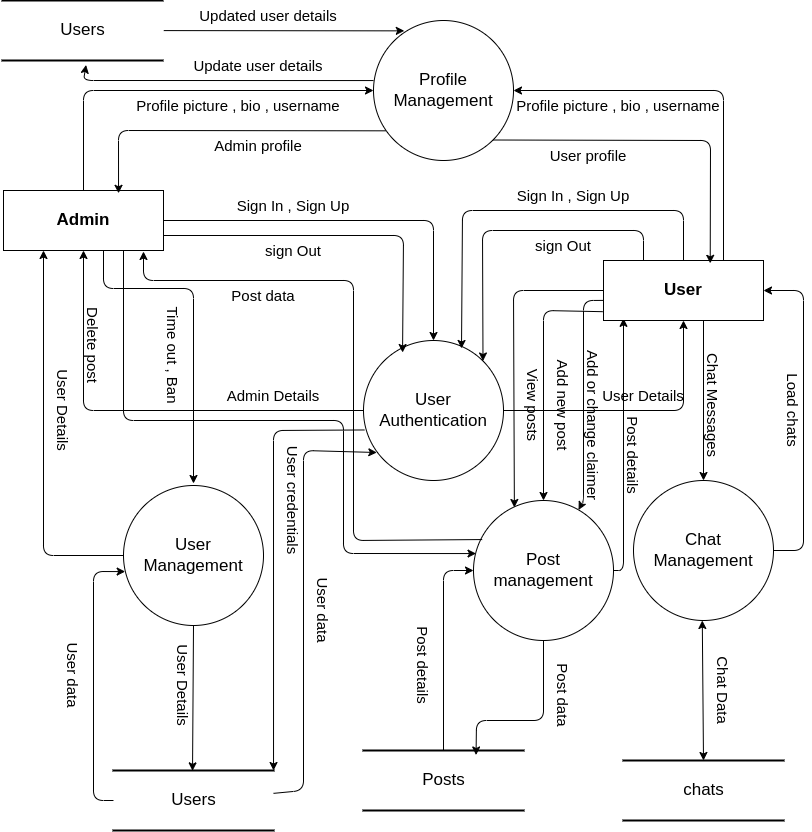 Updated user details
Users
Update user details
Profile
Management
Profile picture , bio , username
Profile picture , bio , username
Admin profile
User profile
Admin
Sign In , Sign Up
Sign In , Sign Up
sign Out
sign Out
Post data
User
Delete post
Time out , Ban
User Details
Admin Details
User
Authentication
User Details
View posts
Add new post
Add or change claimer
Post details
Chat Messages
Load chats
User credentials
User
Management
Post
management
Chat
Management
User data
User data
User Details
Post details
Post data
Chat Data
Users
Posts
chats